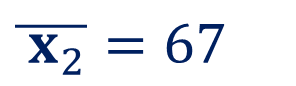 x̄₂ = 67